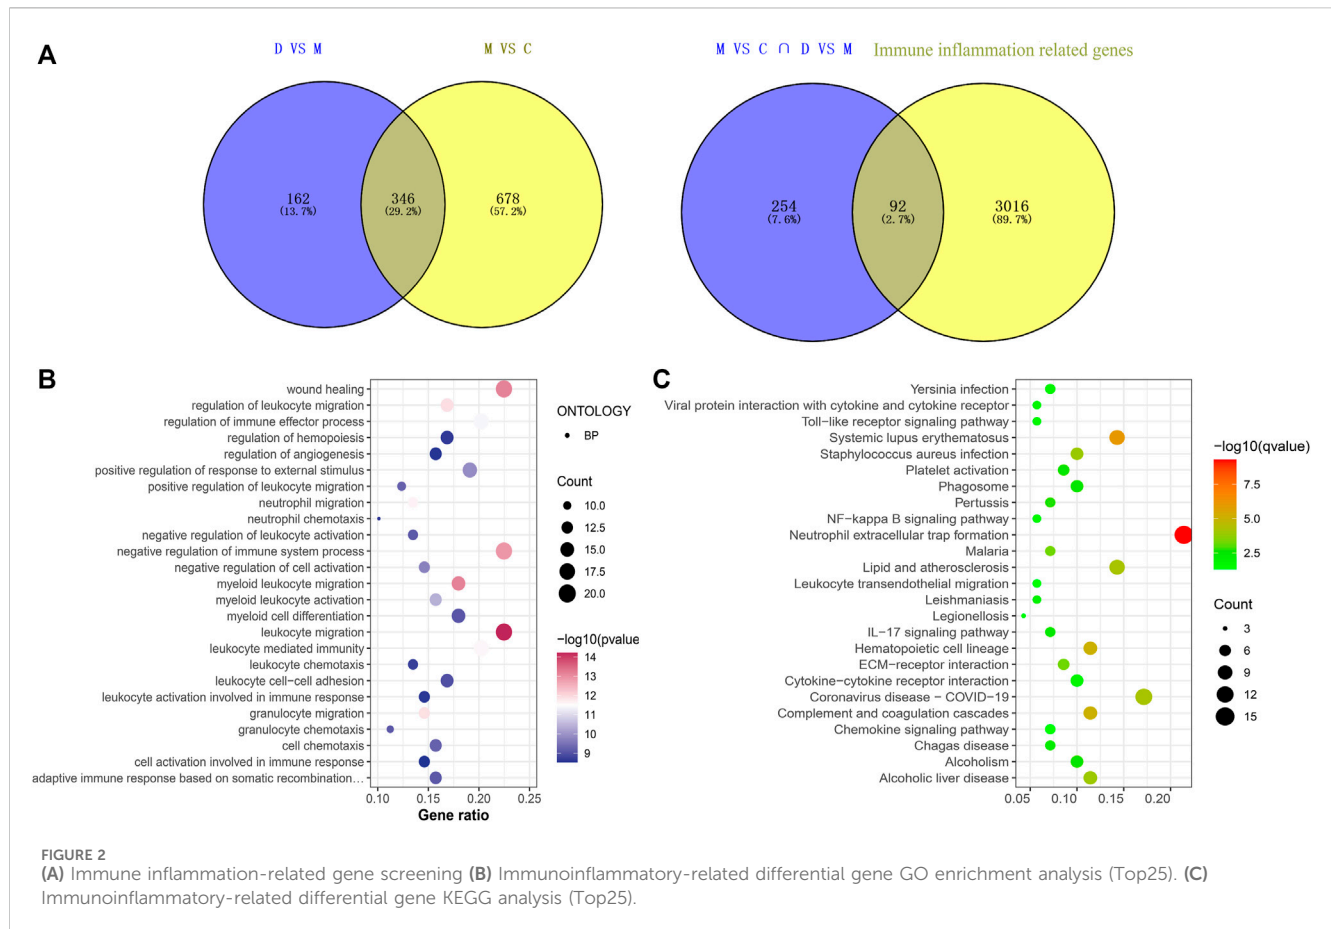 A
D VS M
M VS C
162
(13.7%)
346
(29.2%)
678
(57.2%)
M VS C ∩ D VS M
Immune inflammation related genes
254
(7.6%)
92
(2.7%)
3016
(89.7%)
B
wound healing
regulation of leukocyte migration
regulation of immune effector process
regulation of hemopoiesis
regulation of angiogenesis
positive regulation of response to external stimulus
positive regulation of leukocyte migration
neutrophil migration
neutrophil chemotaxis
negative regulation of leukocyte activation
negative regulation of immune system process
negative regulation of cell activation
myeloid leukocyte migration
myeloid leukocyte activation
myeloid cell differentiation
leukocyte migration
leukocyte mediated immunity
leukocyte chemotaxis
leukocyte cell−cell adhesion
leukocyte activation involved in immune response
granulocyte migration
granulocyte chemotaxis
cell chemotaxis
cell activation involved in immune response
adaptive immune response based on somatic recombination…
0.10 0.15 0.20 0.25
Gene ratio
ONTOLOGY
BP
Count
10.0
12.5
15.0
17.5
20.0
−log10(pvalue
14
13
12
11
10
9
C
Yersinia infection
Viral protein interaction with cytokine and cytokine receptor
Toll−like receptor signaling pathway
Systemic lupus erythematosus
Staphylococcus aureus infection
Platelet activation
Phagosome
Pertussis
NF−kappa B signaling pathway
Neutrophil extracellular trap formation
Malaria
Lipid and atherosclerosis
Leukocyte transendothelial migration
Leishmaniasis
Legionellosis
IL−17 signaling pathway
Hematopoietic cell lineage
ECM−receptor interaction
Cytokine−cytokine receptor interaction
Coronavirus disease − COVID−19
Complement and coagulation cascades
Chemokine signaling pathway
Chagas disease
Alcoholism
Alcoholic liver disease
0.05 0.10 0.15 0.20
−log10(qvalue)
7.5
5.0
2.5
Count
3
6
9
12
15
FIGURE 2
(A) Immune inflammation-related gene screening (B) Immunoinflammatory-related differential gene GO enrichment analysis (Top25). (C)
Immunoinflammatory-related differential gene KEGG analysis (Top25).